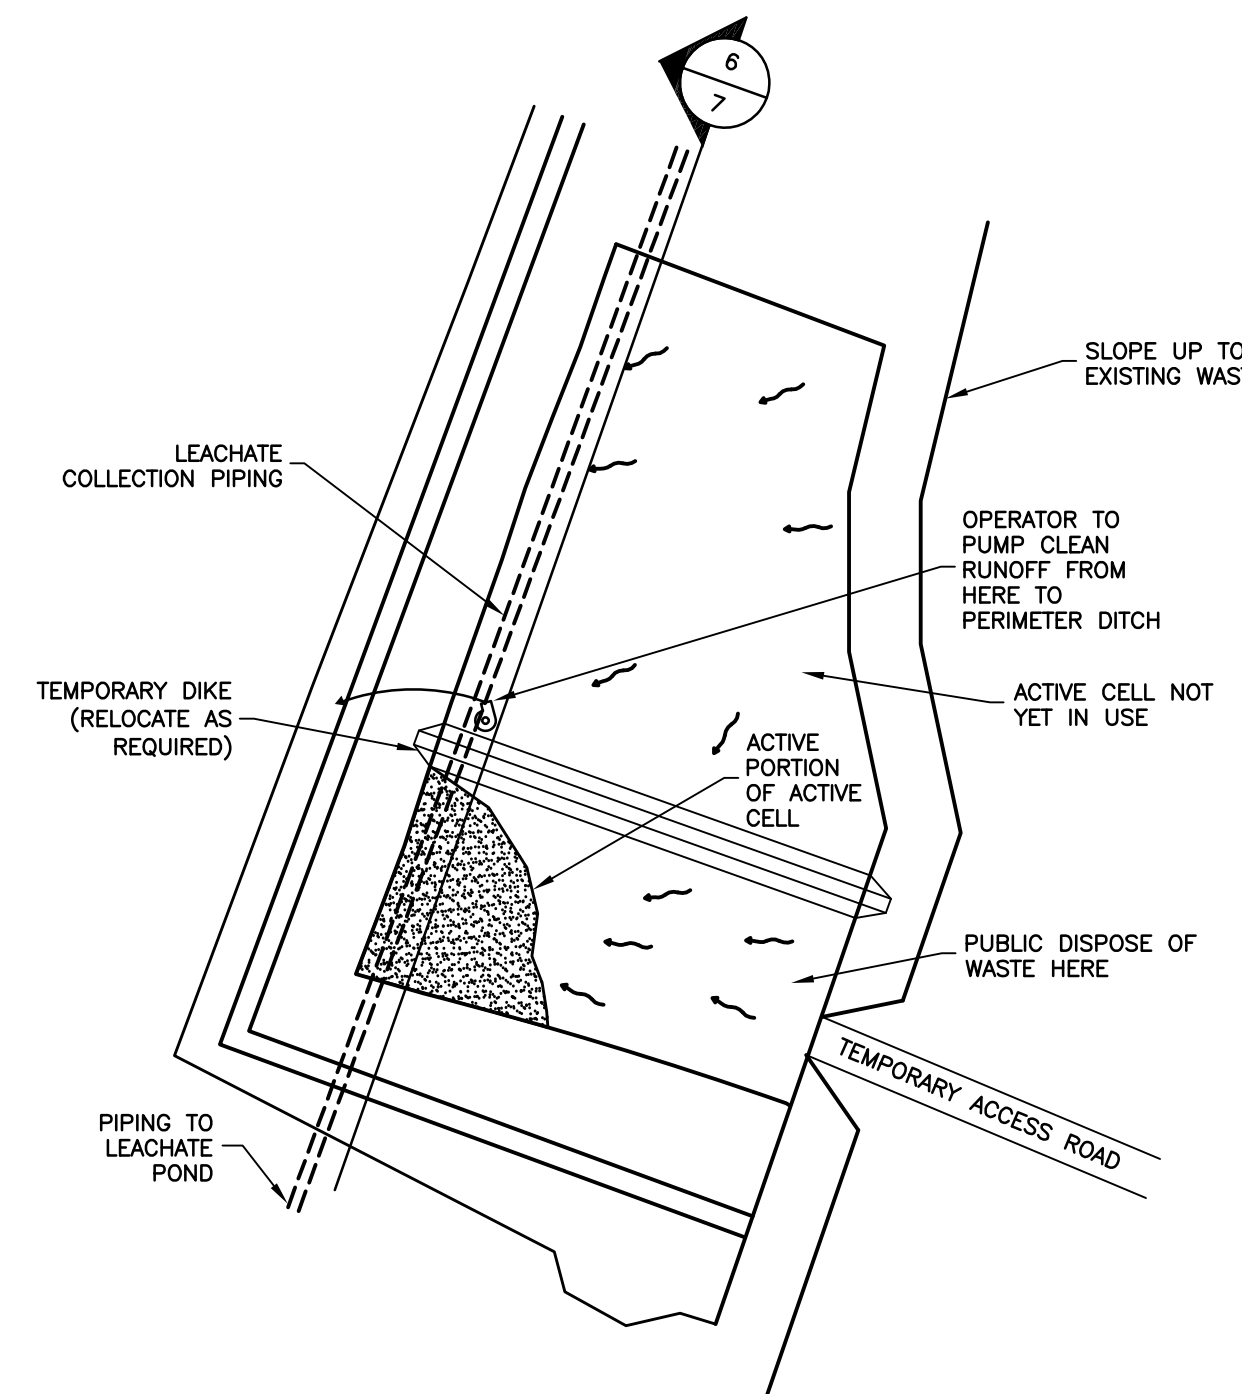 6
7
SLOPE UP TO
EXISTING
LEACHATE
COLLECTION PIPING
OPERATOR TO
PUMP CLEAN
RUNOFF FROM
HERE TO
PERIMETER DITCH
TEMPORARY DIKE
(RELOCATE AS
REQUIRED)
ACTIVE CELL NOT
YET IN USE
ACTIVE
PORTION
OF ACTIVE
CELL
PUBLIC DISPOSE OF
WASTE HERE
TEMPORARY ACCESS ROAD
PIPING TO
LEACHATE
POND